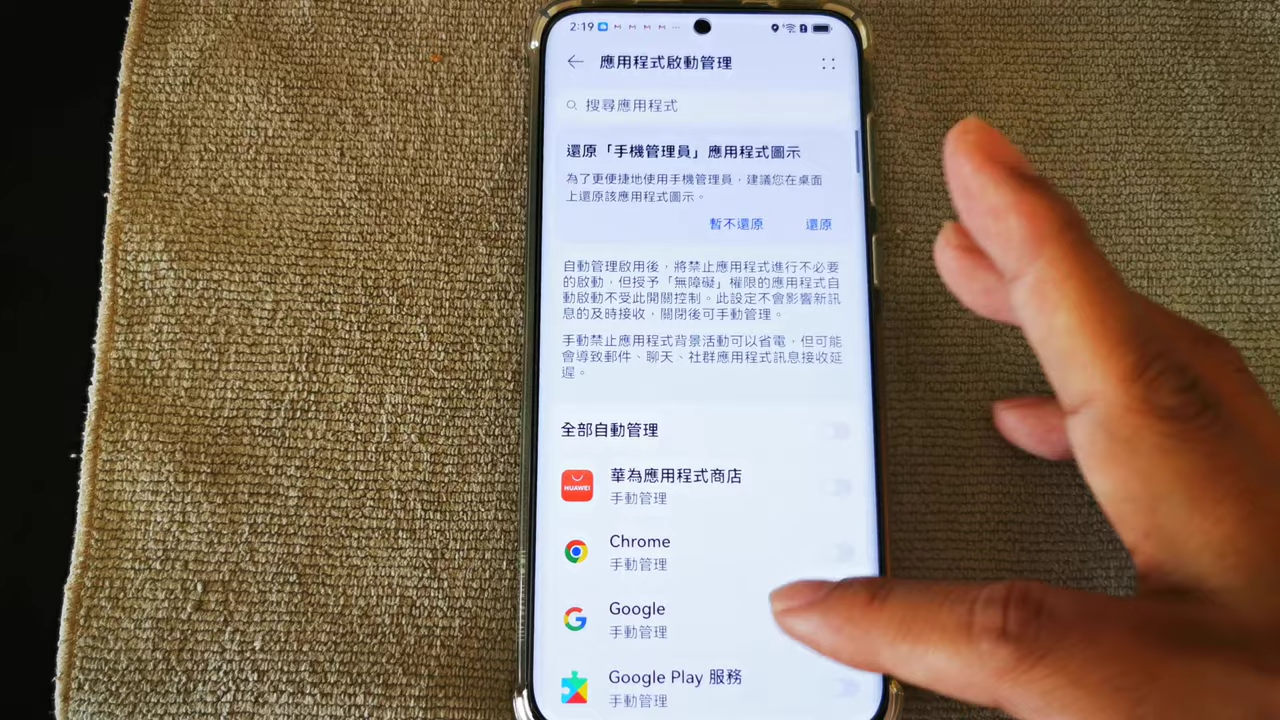 2:19
應用程式啟動管理
搜尋應用程式
還原「手機管理員」應用程式圖示
為了更便捷地使用手機管理員，建議您在桌面
上還原該應用程式圖示。
暫不還原 還原
自動管理啟用後，將禁止應用程式進行不必要
的啟動，但授予「無障礙」權限的應用程式自
動啟動不受此開關控制。此設定不會影響新訊
息的及時接收，關閉後可手動管理。
手動禁止應用程式背景活動可以省電，但可能
會導致郵件、聊天、社群應用程式訊息接收延
遲。
全部自動管理
HUAWEI
華為應用程式商店
手動管理
Chrome
手動管理
Google
手動管理
Google Play 服務
手動管理